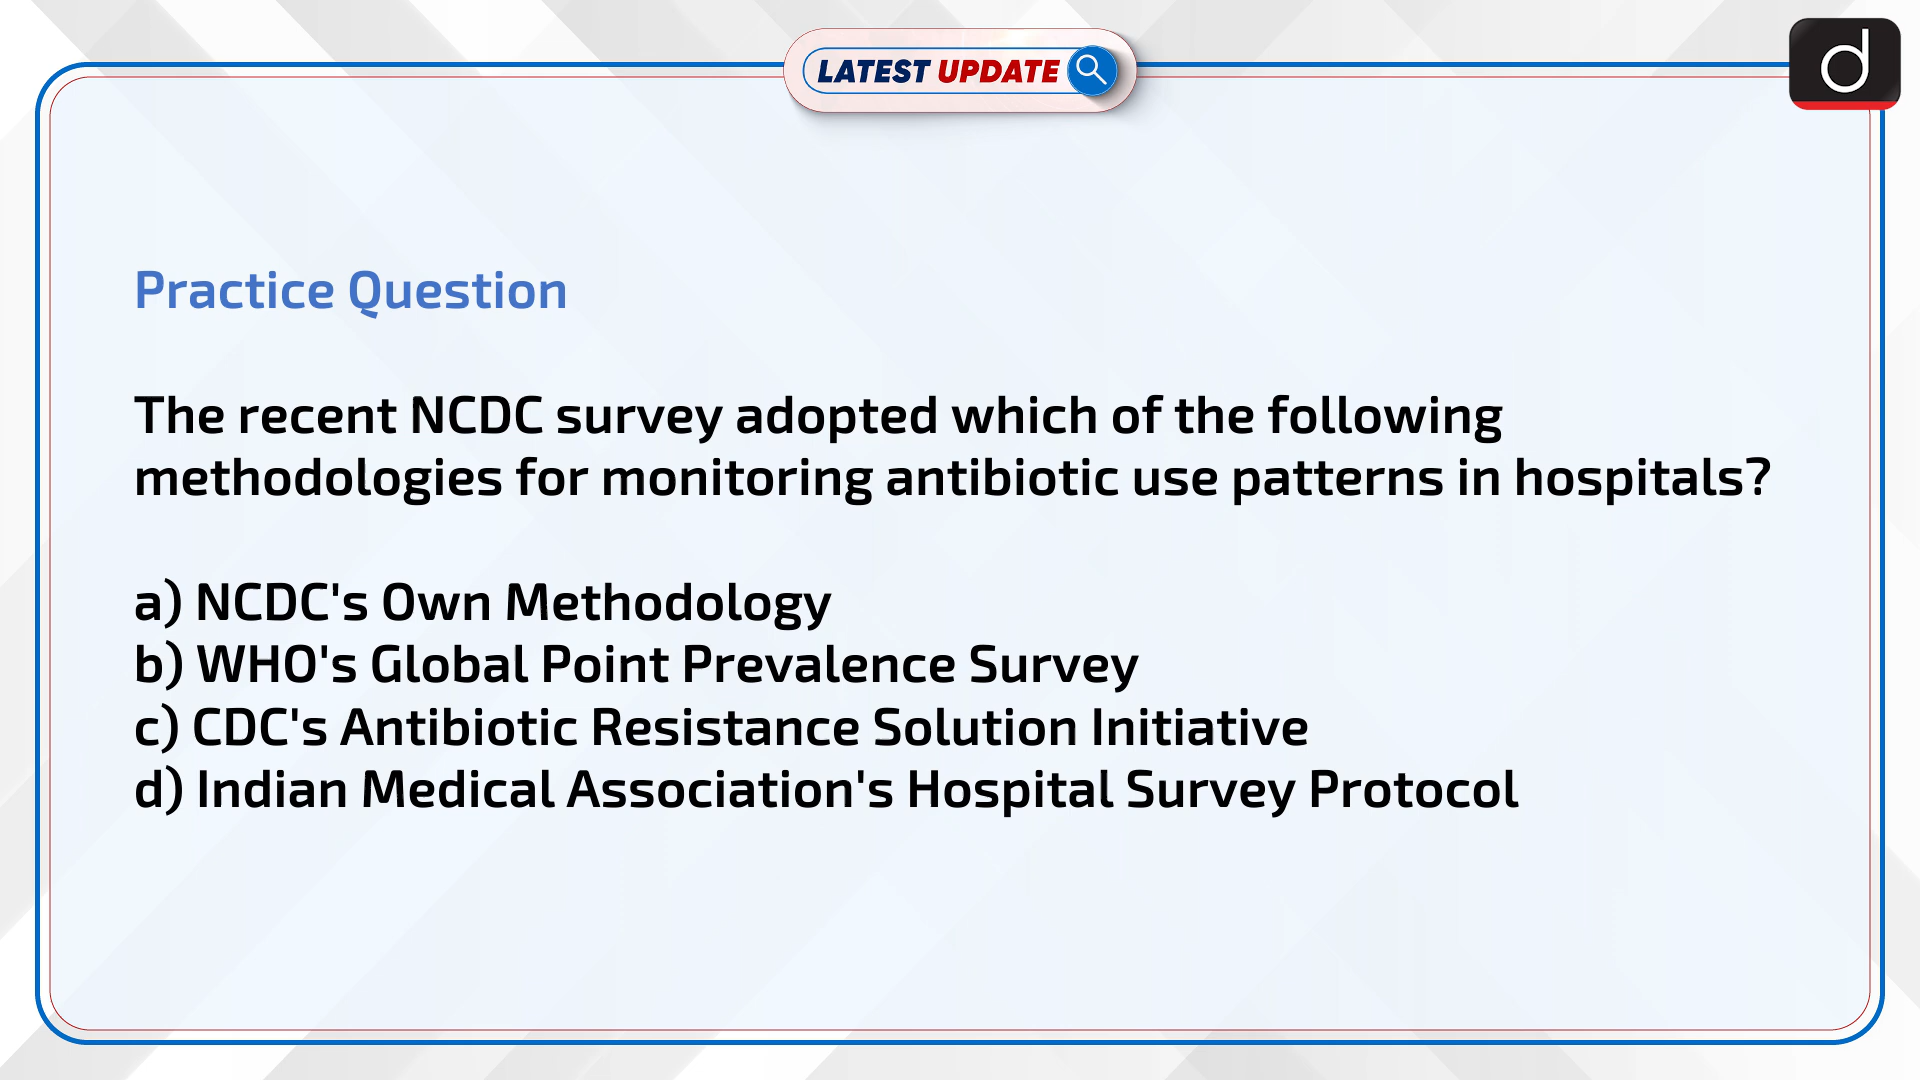 LATEST UPDATE
d
Practice Question
The recent NCDC survey adopted which of the following
methodologies for monitoring antibiotic use patterns in hospitals?
a) NCDC's Own Methodology
b) WHO's Global Point Prevalence Survey
c) CDC's Antibiotic Resistance Solution Initiative
d) Indian Medical Association's Hospital Survey Protocol